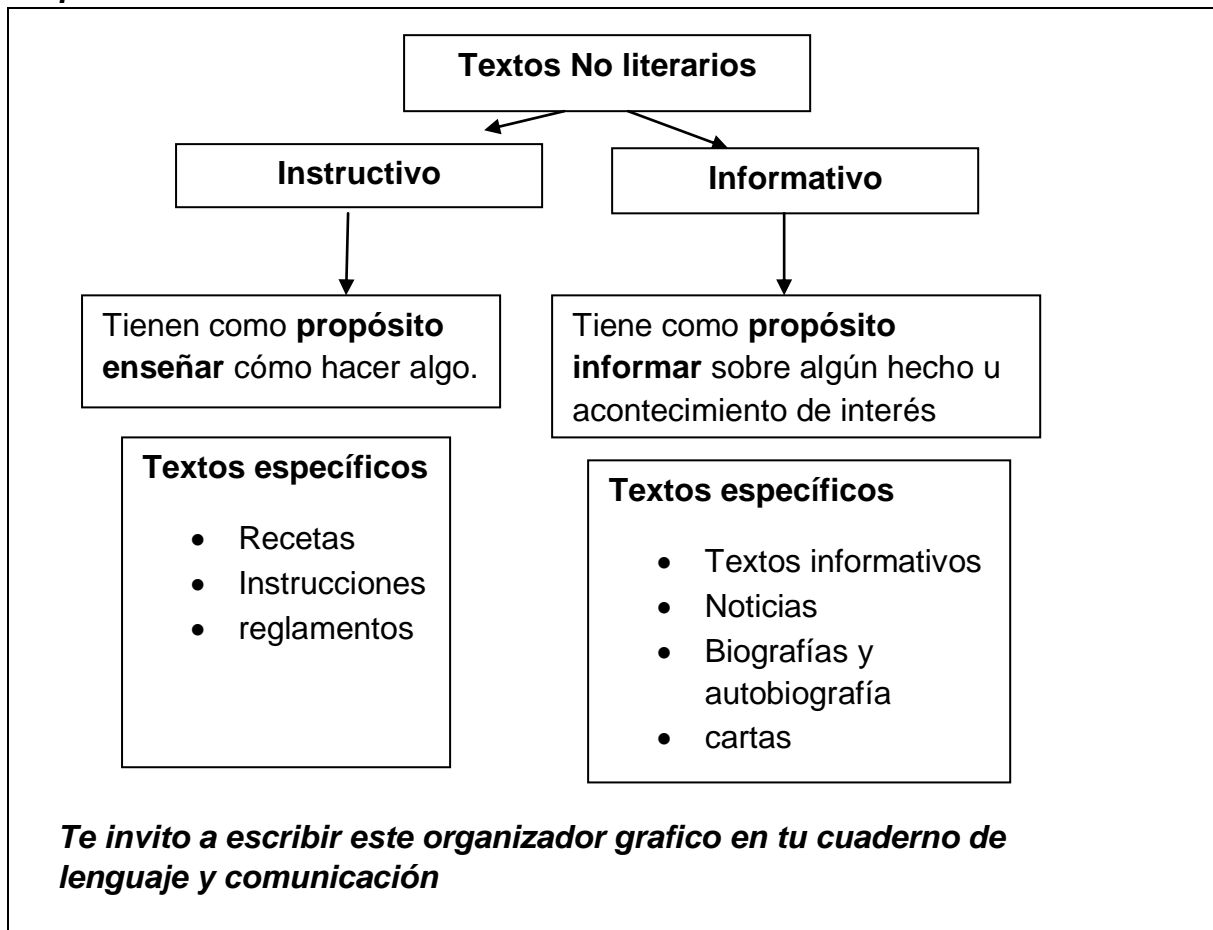 Textos No literarios
Instructivo
Informativo
Tienen como propósito
enseñar cómo hacer algo.
Tiene como propósito
informar sobre algún hecho u
acontecimiento de interés
Textos específicos
• Recetas
• Instrucciones
• reglamentos
Textos específicos
• Textos informativos
• Noticias
• Biografías y
autobiografía
• cartas
Te invito a escribir este organizador grafico en tu cuaderno de
lenguaje y comunicación